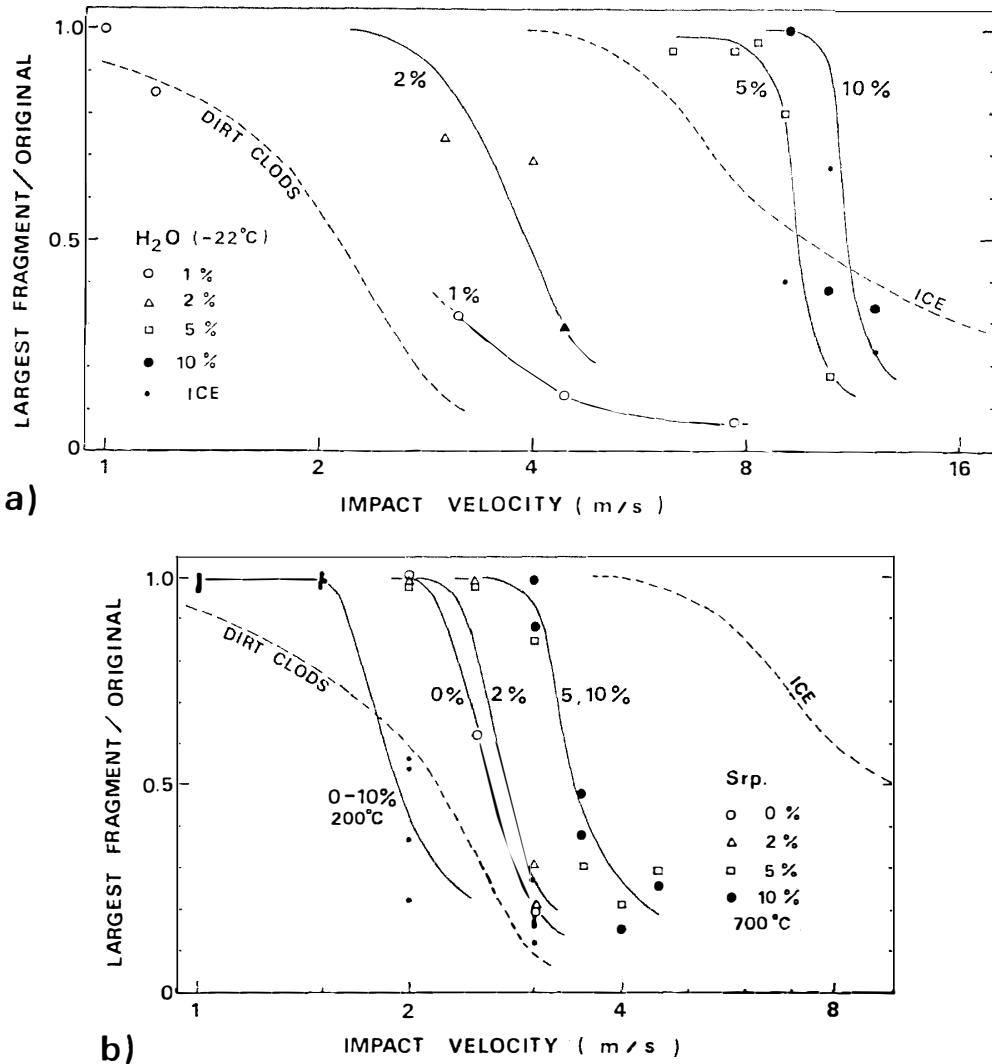 1.0
0.5
0
LARGEST FRAGMENT/ORIGINAL
DIRT CLODS
2%
1%
5%
10%
ICE
H2O (-22°C)
1 %
2 %
5 %
10 %
ICE
1
2
4
8
16
IMPACT VELOCITY ( m/s )
a)
1.0
0.5
0
LARGEST FRAGMENT/ ORIGINAL
DIRT CLODS
0%
2%
5,10%
ICE
0-10%
200°C
Srp.
0 %
2 %
5 %
10 %
700°C
1
2
4
8
IMPACT VELOCITY ( m/s )
b)